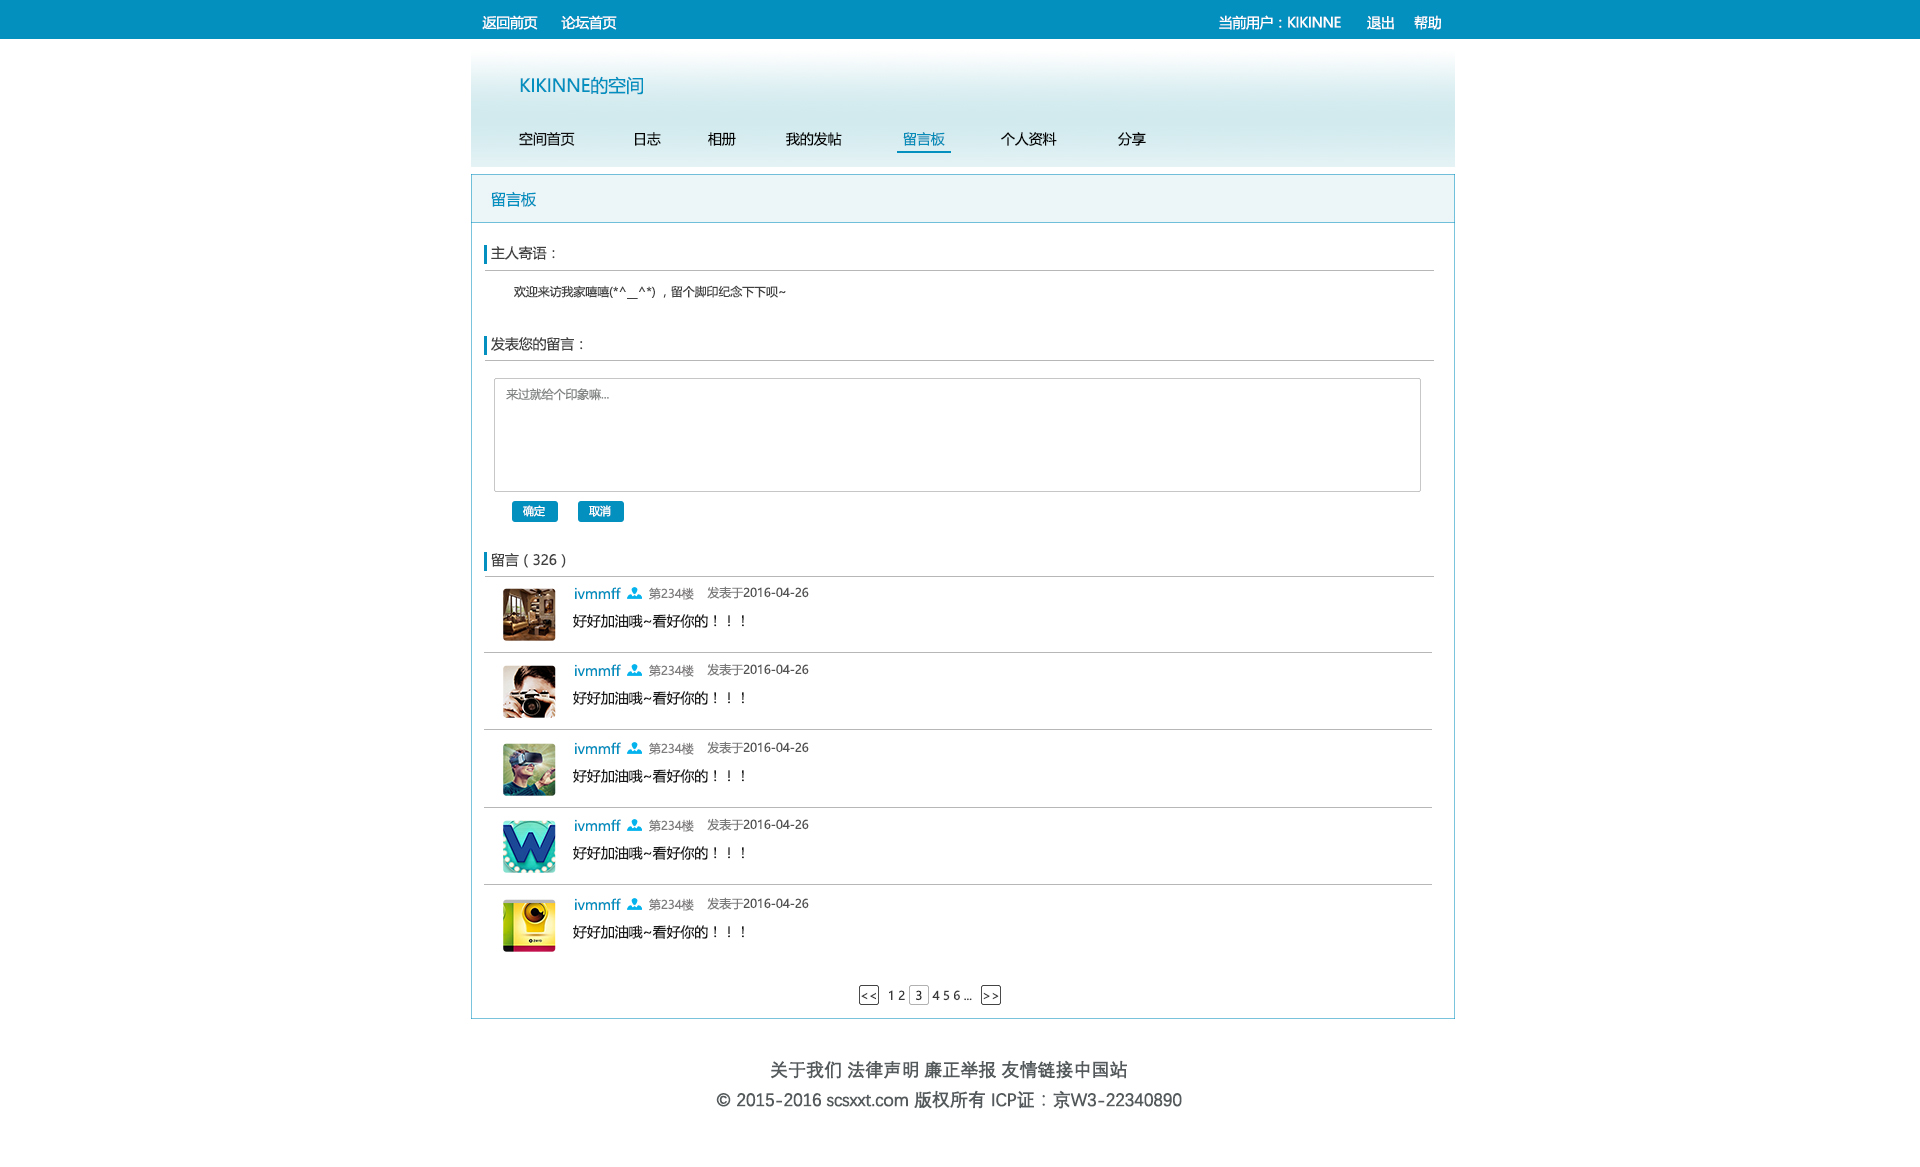 返回前页 论坛首页 当前用户：KIKINNE 退出 帮助
KIKINNE的空间
空间首页 日志 相册 我的发帖 留言板 个人资料 分享
留言板
主人寄语：
欢迎来访我家嘻嘻(*^__^*) ，留个脚印纪念下下呗~
发表您的留言：
来过就给个印象嘛...
确定 取消
留言（326）
ivmmff 第234楼 发表于2016-04-26
好好加油哦~看好你的！！！
ivmmff 第234楼 发表于2016-04-26
好好加油哦~看好你的！！！
ivmmff 第234楼 发表于2016-04-26
好好加油哦~看好你的！！！
W
ivmmff 第234楼 发表于2016-04-26
好好加油哦~看好你的！！！
ivmmff 第234楼 发表于2016-04-26
好好加油哦~看好你的！！！
<< 1 2 3 4 5 6 ... >>
关于我们 法律声明 廉正举报 友情链接中国站
© 2015-2016 scsxxt.com 版权所有 ICP证：京W3-22340890